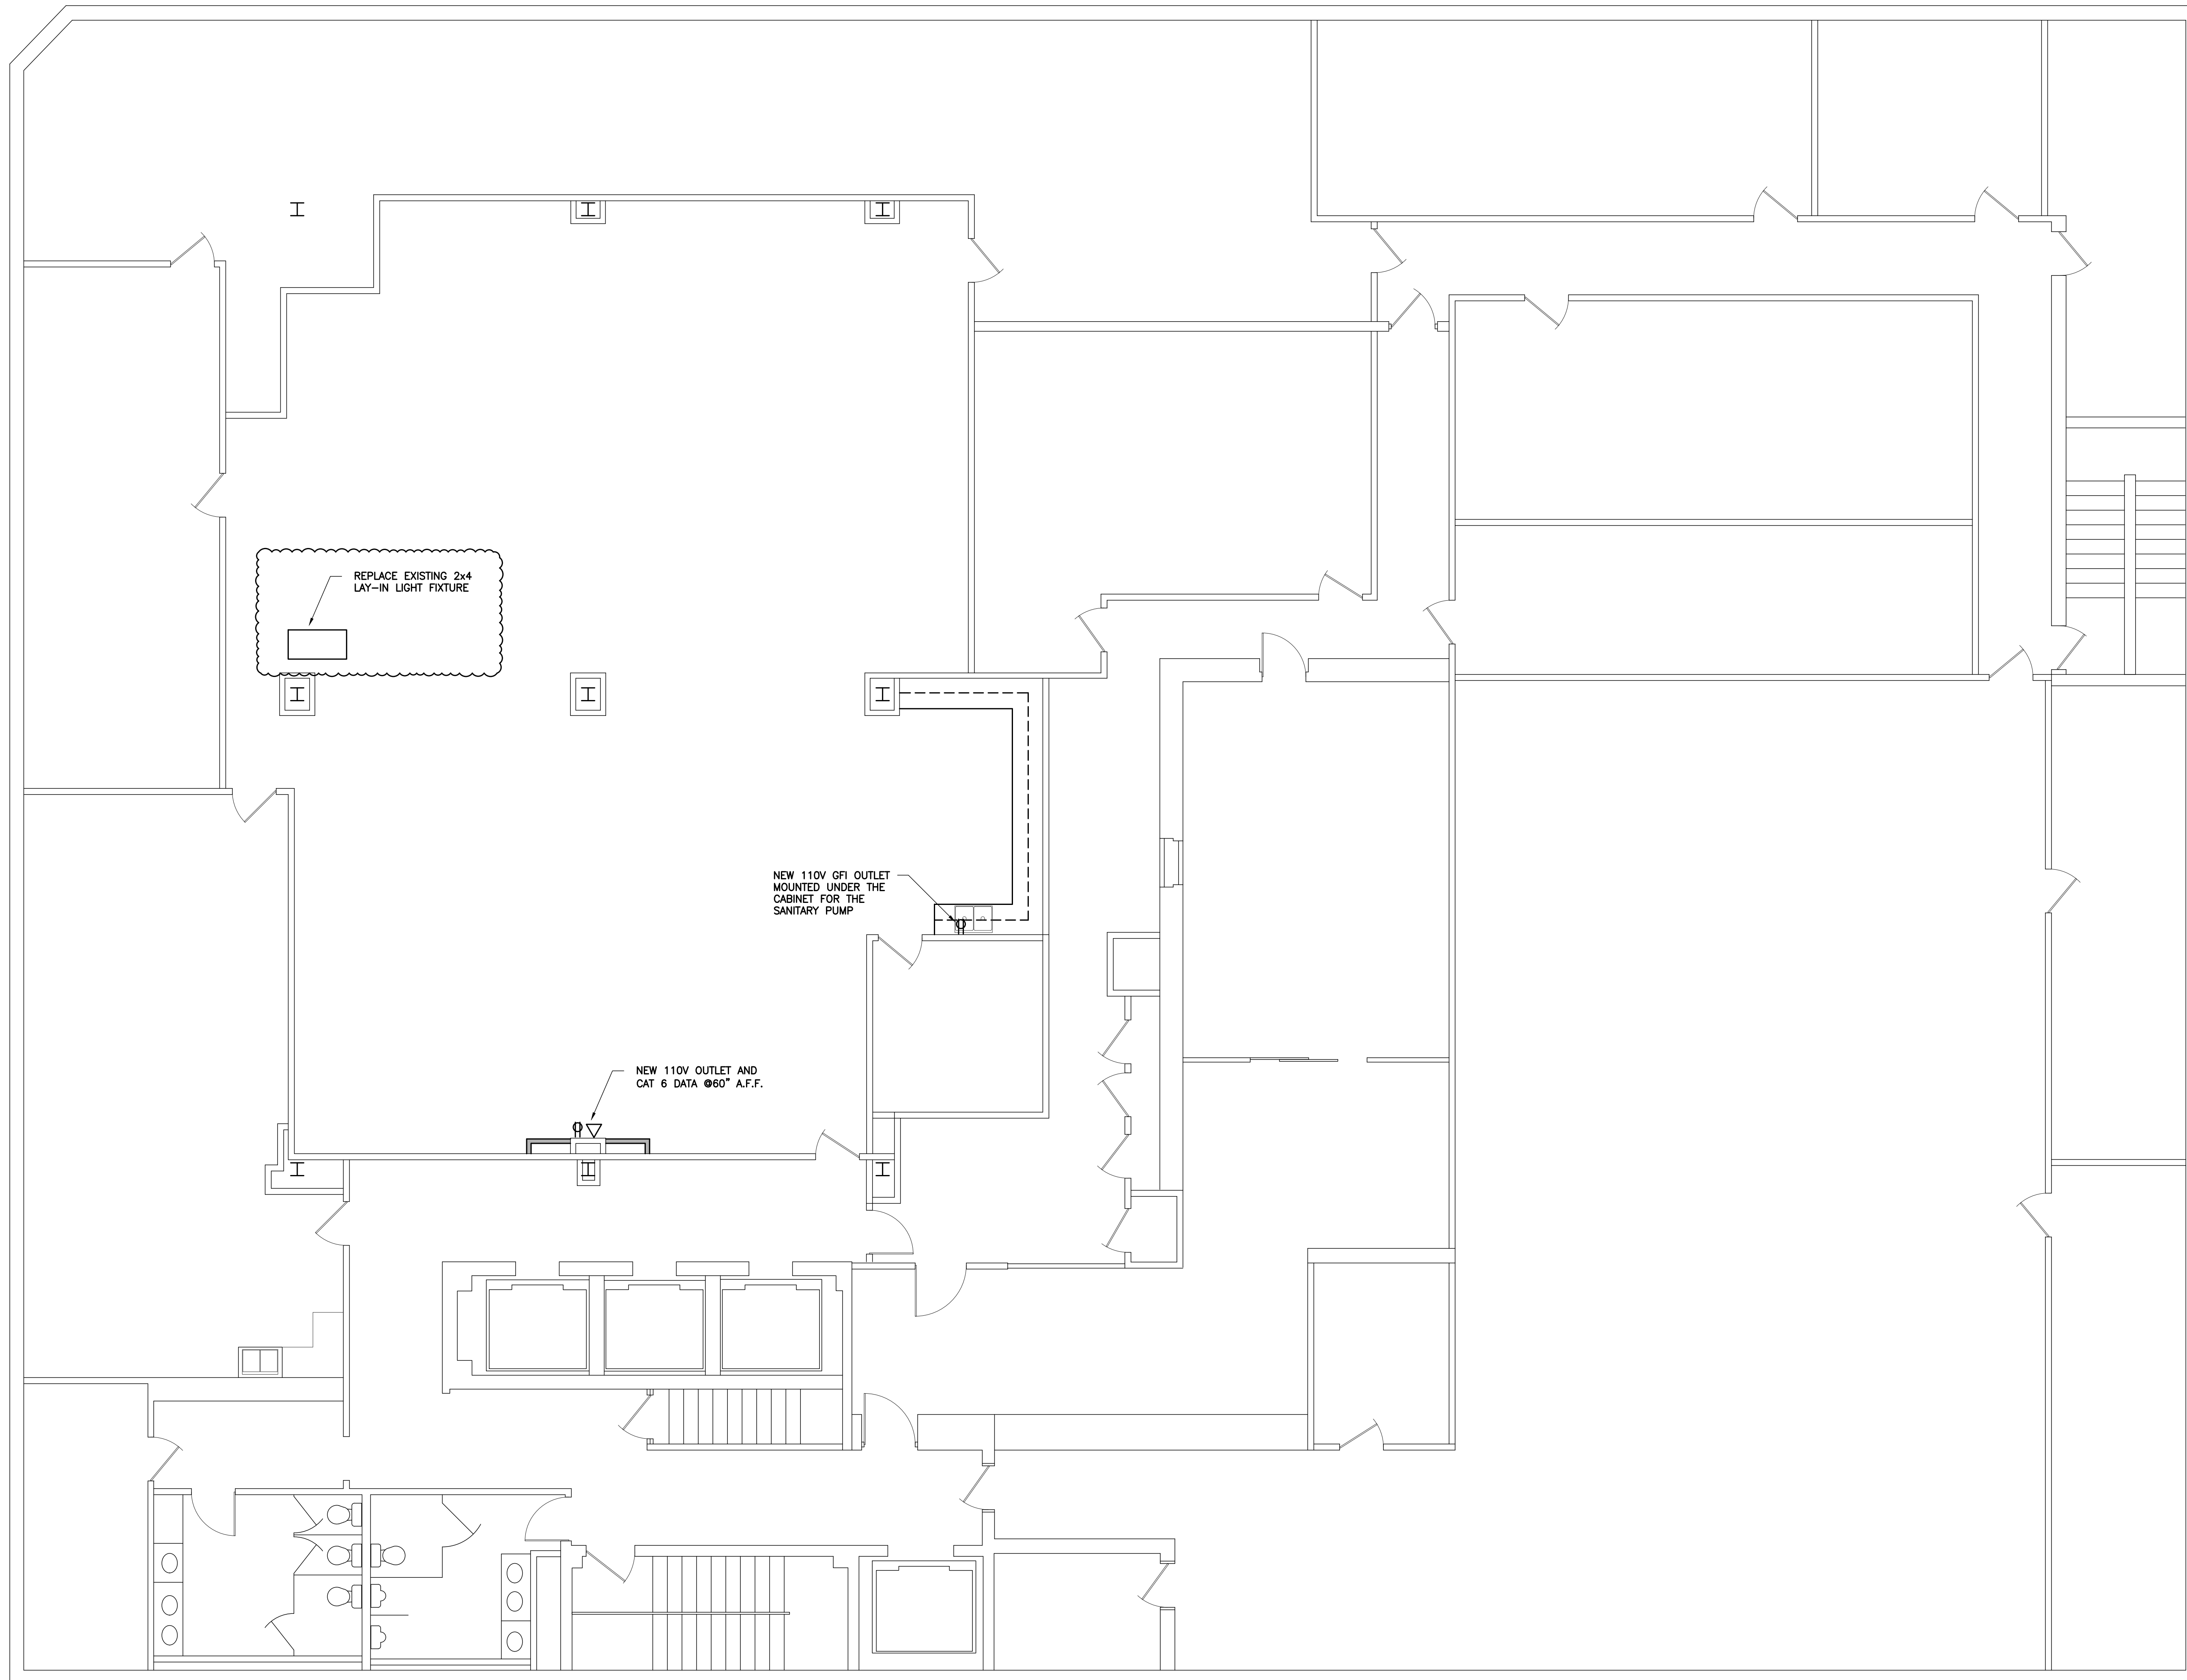 REPLACE EXISTING 2x4
LAY-IN LIGHT FIXTURE
NEW 110V GFI OUTLET
MOUNTED UNDER THE
CABINET FOR THE
SANITARY PUMP
NEW 110V OUTLET AND
CAT 6 DATA @60" A.F.F.